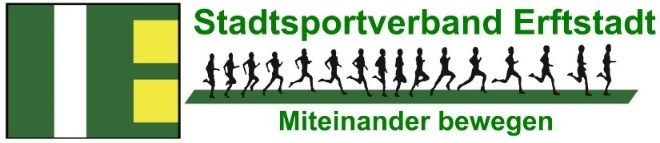 Stadtsportverband Erftstadt
Miteinander bewegen